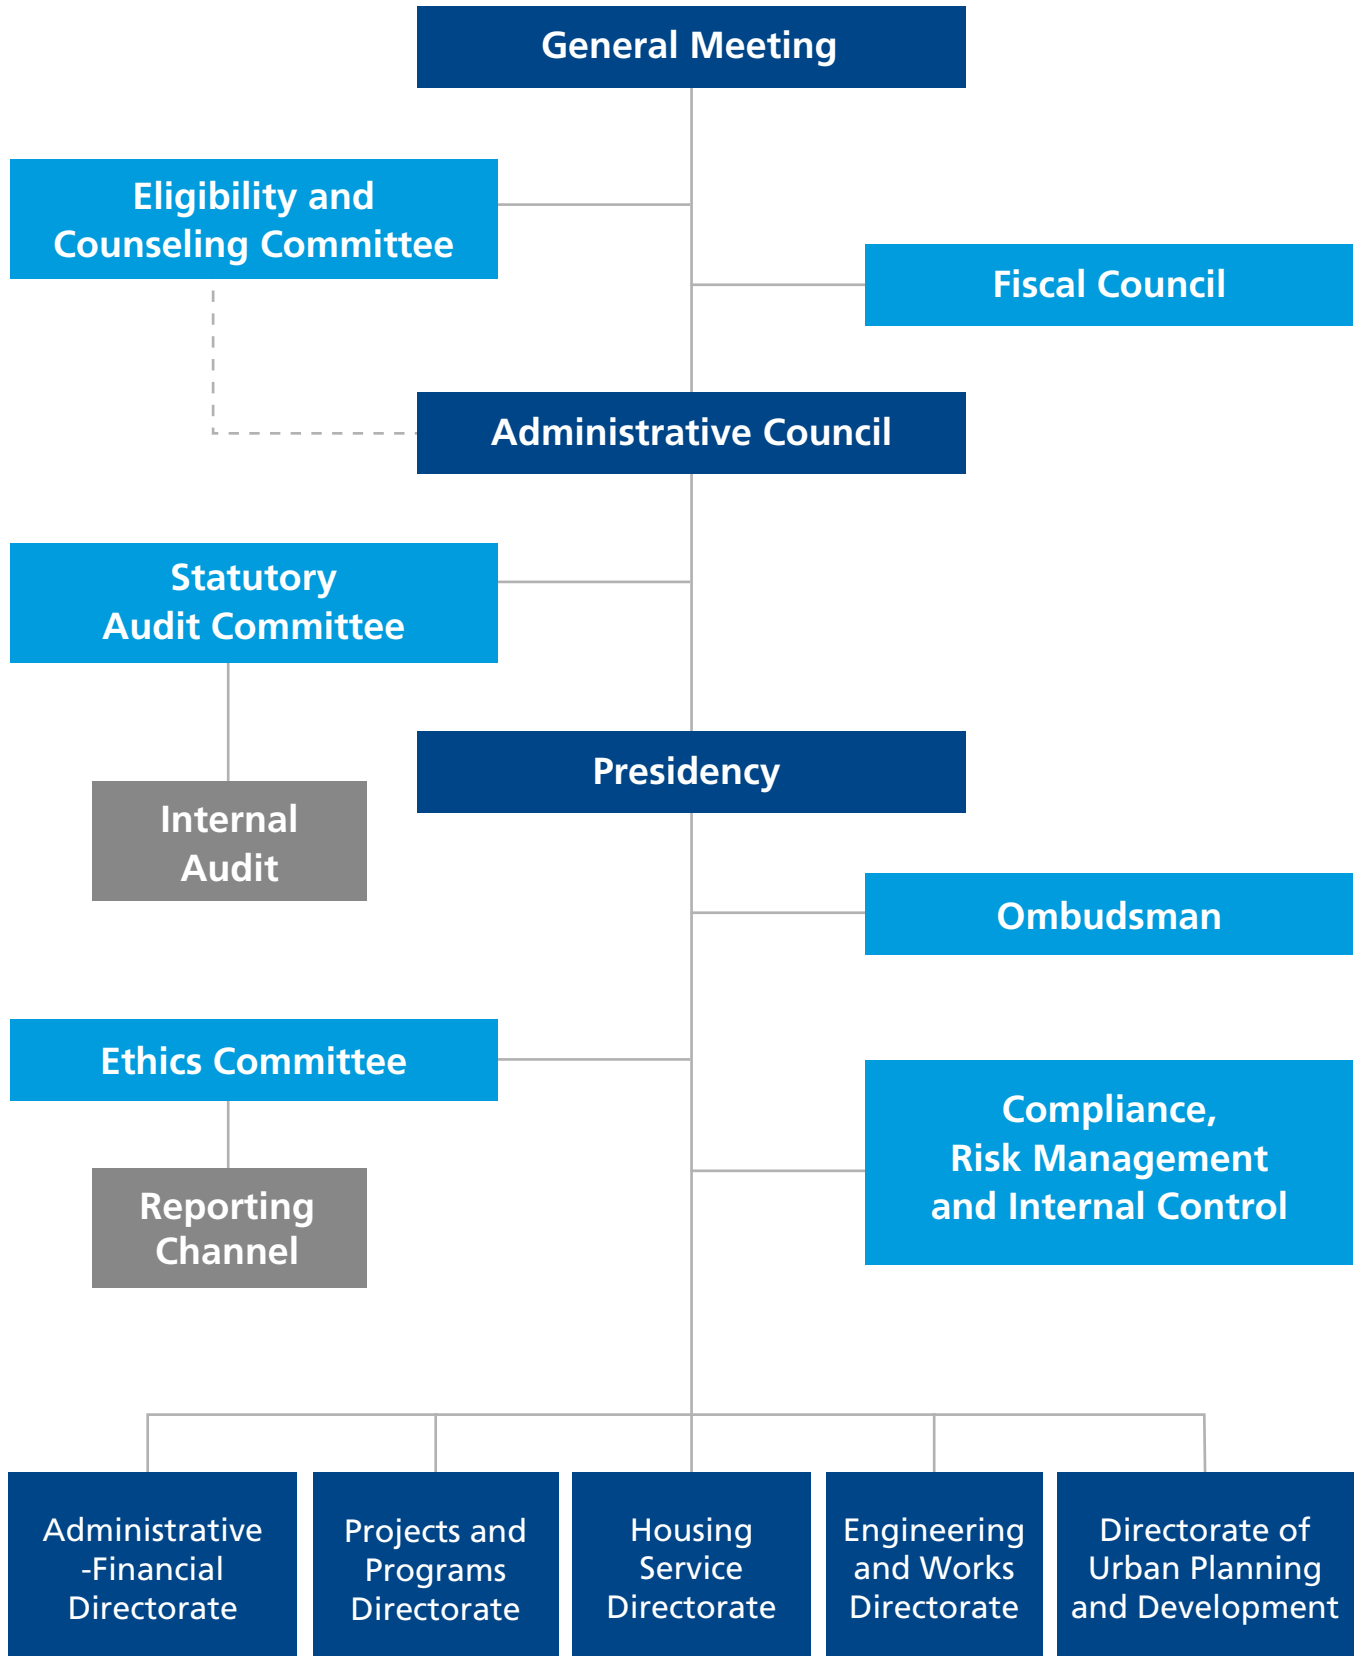 General Meeting
Eligibility and
Counseling Committee
Fiscal Council
Administrative Council
Statutory
Audit Committee
Presidency
Internal
Audit
Ombudsman
Ethics Committee
Compliance,
Risk Management
and Internal Control
Reporting
Channel
Administrative
-Financial
Directorate
Projects and
Programs
Directorate
Housing
Service
Directorate
Engineering
and Works
Directorate
Directorate of
Urban Planning
and Development